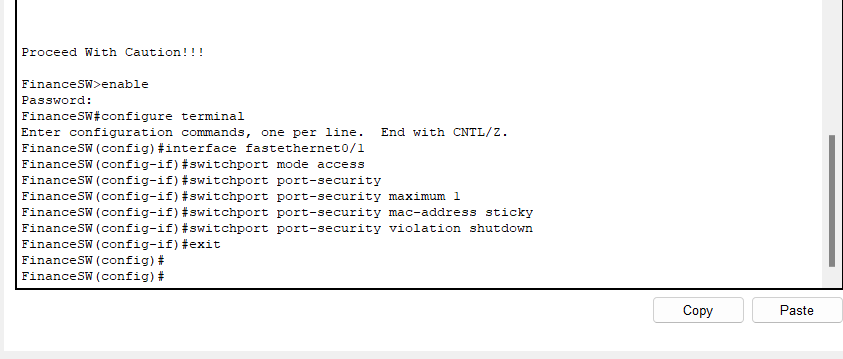 Proceed With Caution!!!
FinanceSW>enable
Password:
FinanceSW#configure terminal
Enter configuration commands, one per line.  End with CNTL/Z.
FinanceSW(config)#interface fastethernet0/1
FinanceSW(config-if)#switchport mode access
FinanceSW(config-if)#switchport port-security
FinanceSW(config-if)#switchport port-security maximum 1
FinanceSW(config-if)#switchport port-security mac-address sticky
FinanceSW(config-if)#switchport port-security violation shutdown
FinanceSW(config-if)#exit
FinanceSW(config)#
FinanceSW(config)#
Copy Paste